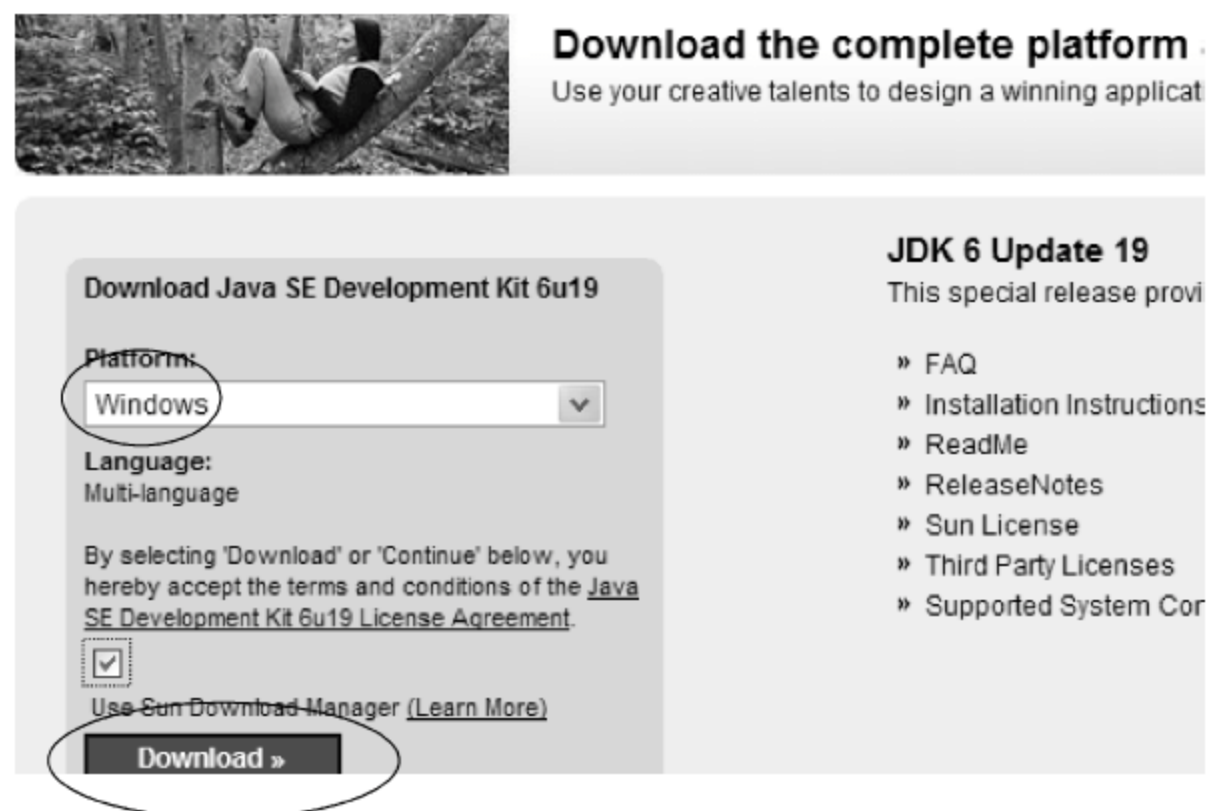 Download the complete platform
Use your creative talents to design a winning applicat
Download Java SE Development Kit 6u19
Platform:
Windows
Language:
Multi-language
By selecting 'Download' or 'Continue' below, you
hereby accept the terms and conditions of the Java
SE Development Kit 6u19 License Agreement.
Use Sun Download Manager (Learn More)
Download »
JDK 6 Update 19
This special release provi
» FAQ
» Installation Instructions
» ReadMe
» ReleaseNotes
» Sun License
» Third Party Licenses
» Supported System Con